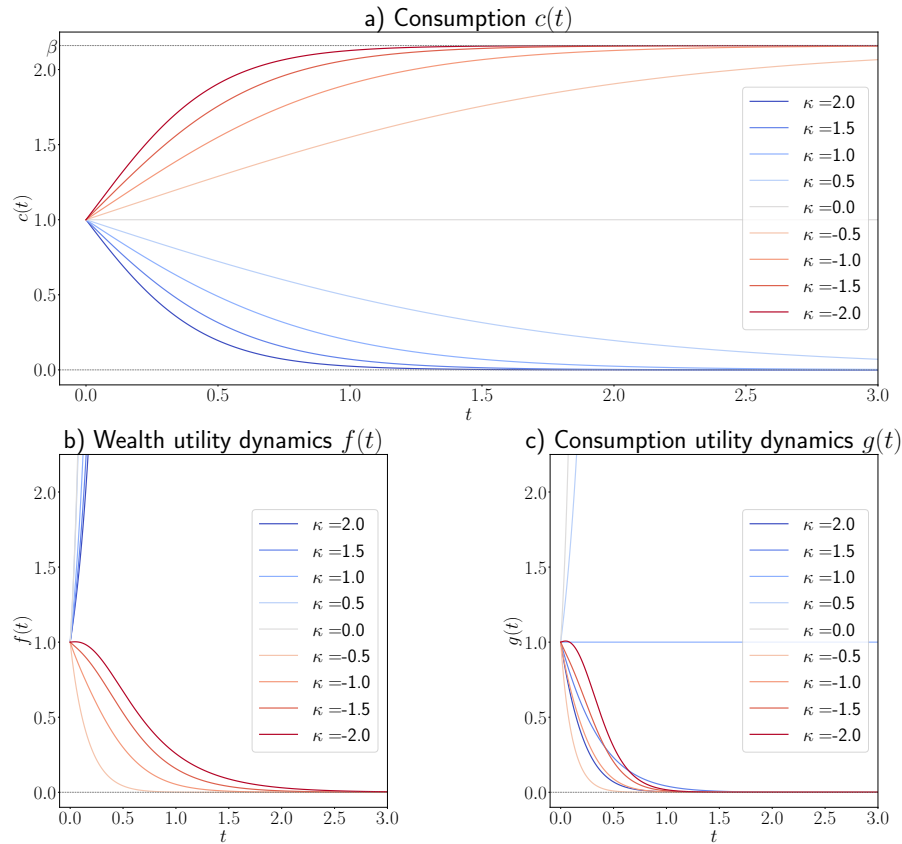 a) Consumption c(t)
β
2.0
1.5
1.0
0.5
0.0
c(t)
κ =2.0
κ =1.5
κ =1.0
κ =0.5
κ =0.0
κ =-0.5
κ =-1.0
κ =-1.5
κ =-2.0
0.0 0.5 1.0 1.5 2.0 2.5 3.0
t
b) Wealth utility dynamics f(t)
2.0
1.5
1.0
0.5
0.0
f(t)
κ =2.0
κ =1.5
κ =1.0
κ =0.5
κ =0.0
κ =-0.5
κ =-1.0
κ =-1.5
κ =-2.0
0.0 0.5 1.0 1.5 2.0 2.5 3.0
t
c) Consumption utility dynamics g(t)
2.0
1.5
1.0
0.5
0.0
g(t)
κ =2.0
κ =1.5
κ =1.0
κ =0.5
κ =0.0
κ =-0.5
κ =-1.0
κ =-1.5
κ =-2.0
0.0 0.5 1.0 1.5 2.0 2.5 3.0
t